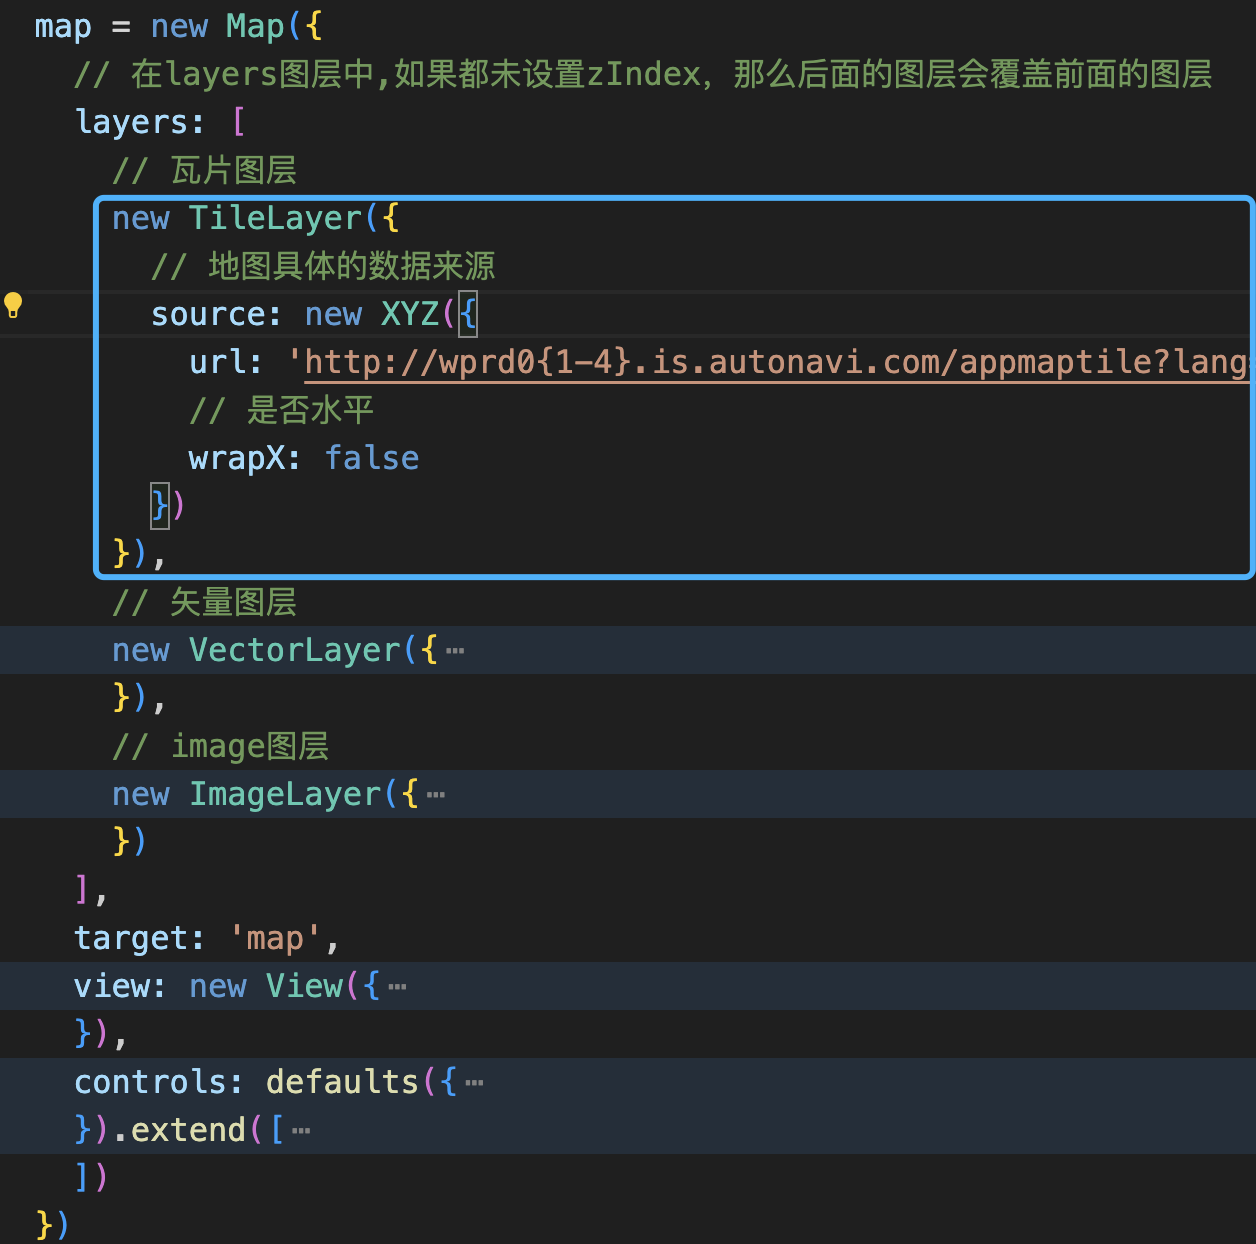 map = new Map({
// 在layers图层中,如果都未设置zIndex, 那么后面的图层会覆盖前面的图层
layers: [
// 瓦片图层
new TileLayer({
// 地图具体的数据来源
source: new XYZ({
url: 'http://wprd0{1-4}.is.autonavi.com/appmaptile?lang=
// 是否水平
wrapX: false
})
}),
// 矢量图层
new VectorLayer({⋯
}),
// image图层
new ImageLayer({⋯
})
],
target: 'map',
view: new View({⋯
}),
controls: defaults({⋯
}).extend([⋯
])
})